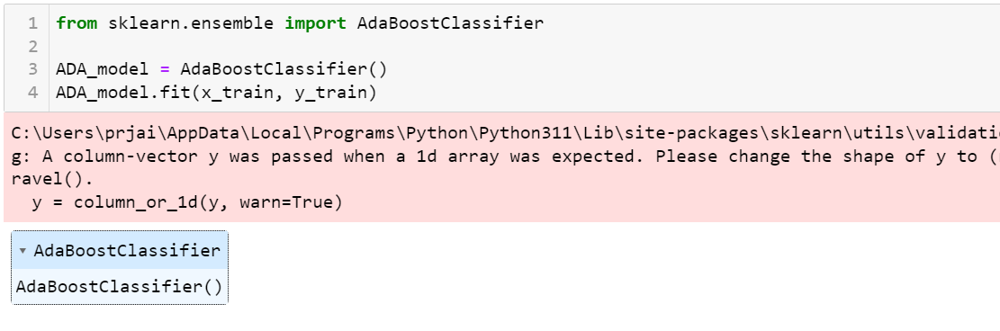 1 from sklearn.ensemble import AdaBoostClassifier
2
3 ADA_model = AdaBoostClassifier()
4 ADA_model.fit(x_train, y_train)
C:\Users\prjai\AppData\Local\Programs\Python\Python311\Lib\site-packages\sklearn\utils\validati
g: A column-vector y was passed when a 1d array was expected. Please change the shape of y to (
ravel().
y = column_or_1d(y, warn=True)
▾ AdaBoostClassifier
AdaBoostClassifier()